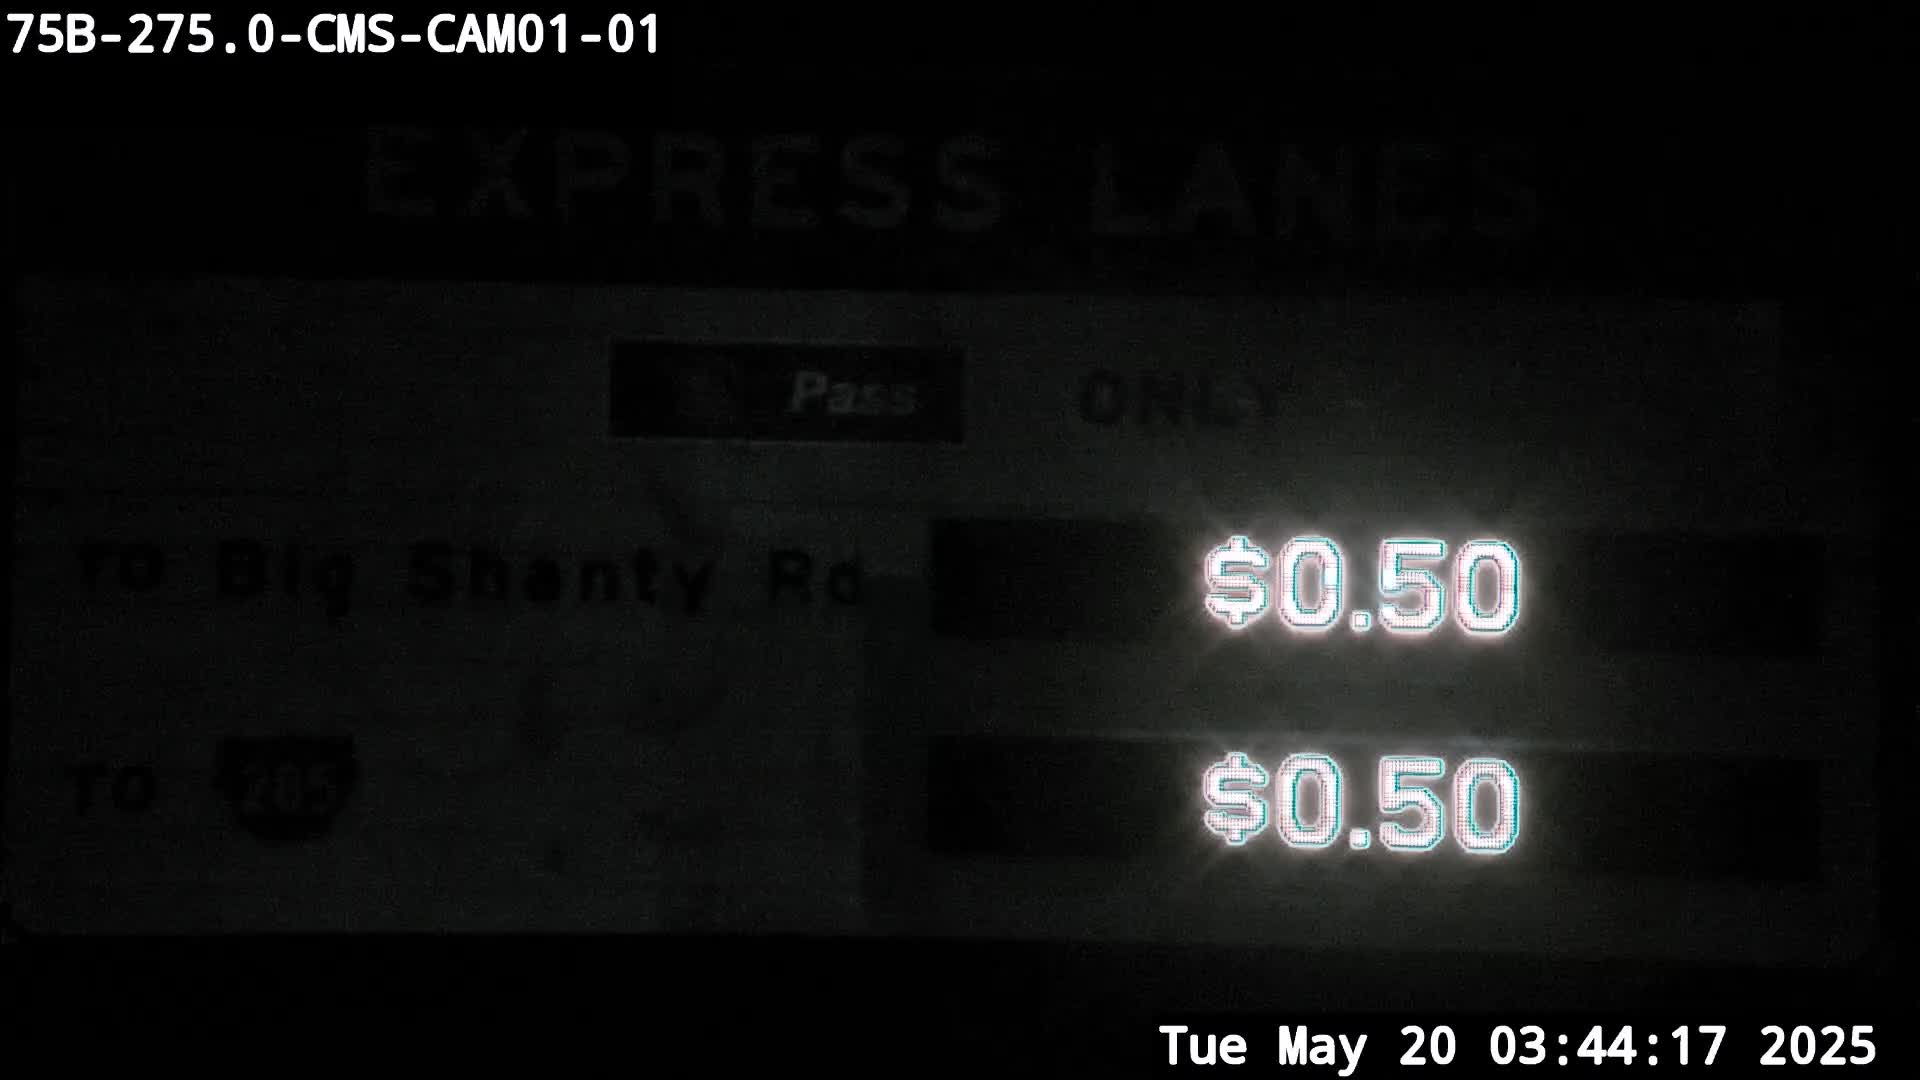 75B-275.0-CMS-CAM01-01
EXPRESS LANES
Pass ONLY
TO Big Shanty Rd $0.50
TO 285 $0.50
Tue May 20 03:44:17 2025